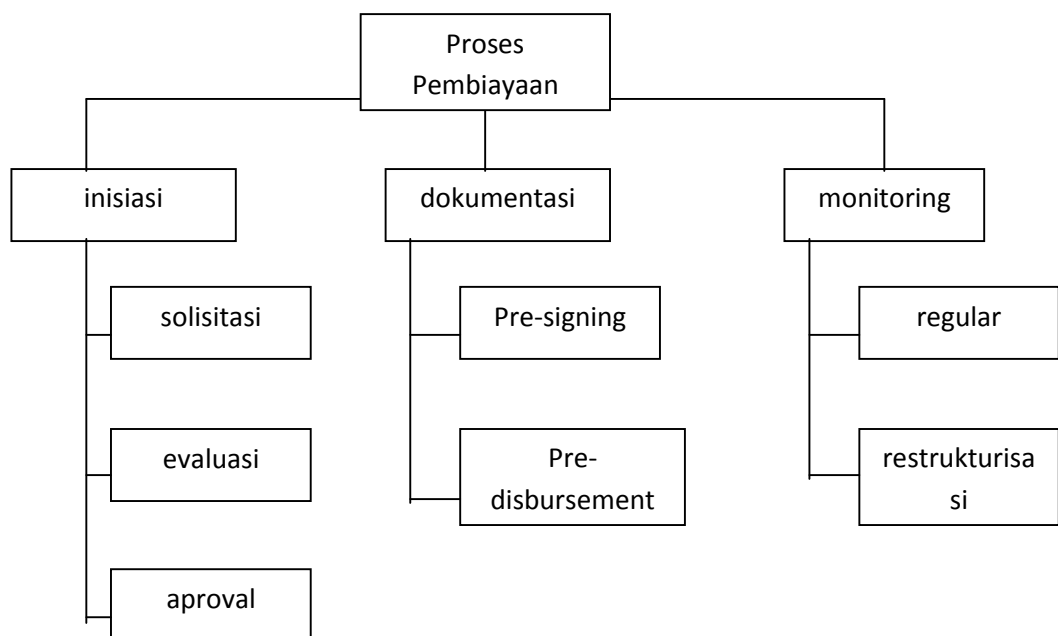 Proses
Pembiayaan
inisiasi
dokumentasi
monitoring
solisitasi
Pre-signing
regular
evaluasi
Pre-
disbursement
restrukturisa
si
aproval